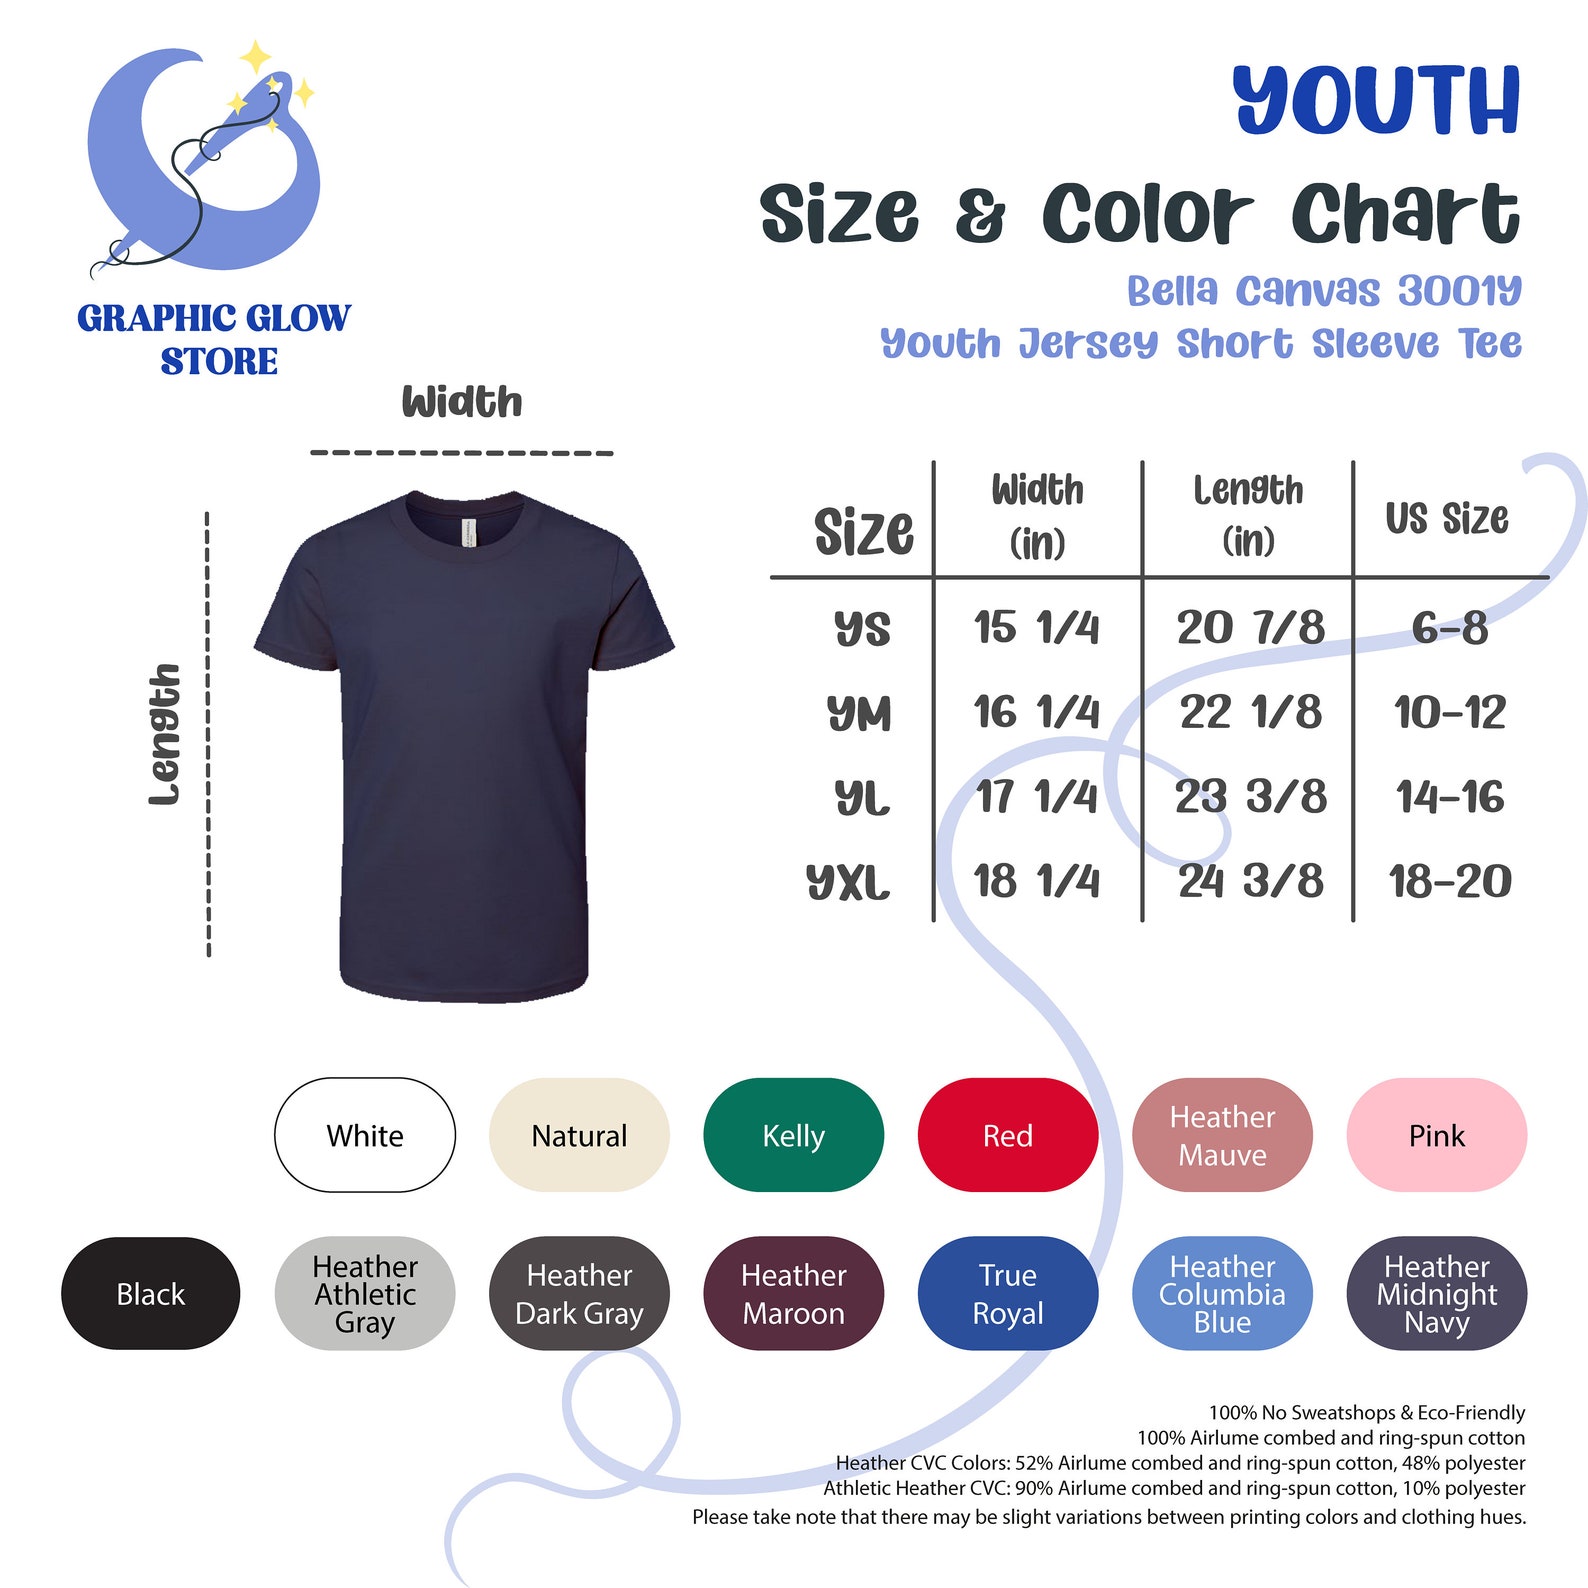 YOUTH
Size & Color Chart
Bella Canvas 3001Y
Youth Jersey Short Sleeve Tee
GRAPHIC GLOW
STORE
Width
Length
Size
Width
(in)
Length
(in)
US Size
YS 15 1/4 20 7/8 6-8
YM 16 1/4 22 1/8 10-12
YL 17 1/4 23 3/8 14-16
YXL 18 1/4 24 3/8 18-20
White
Natural
Kelly
Red
Heather
Mauve
Pink
Black
Heather
Athletic
Gray
Heather
Dark Gray
Heather
Maroon
True
Royal
Heather
Columbia
Blue
Heather
Midnight
Navy
100% No Sweatshops & Eco-Friendly
100% Airlume combed and ring-spun cotton
Heather CVC Colors: 52% Airlume combed and ring-spun cotton, 48% polyester
Athletic Heather CVC: 90% Airlume combed and ring-spun cotton, 10% polyester
Please take note that there may be slight variations between printing colors and clothing hues.